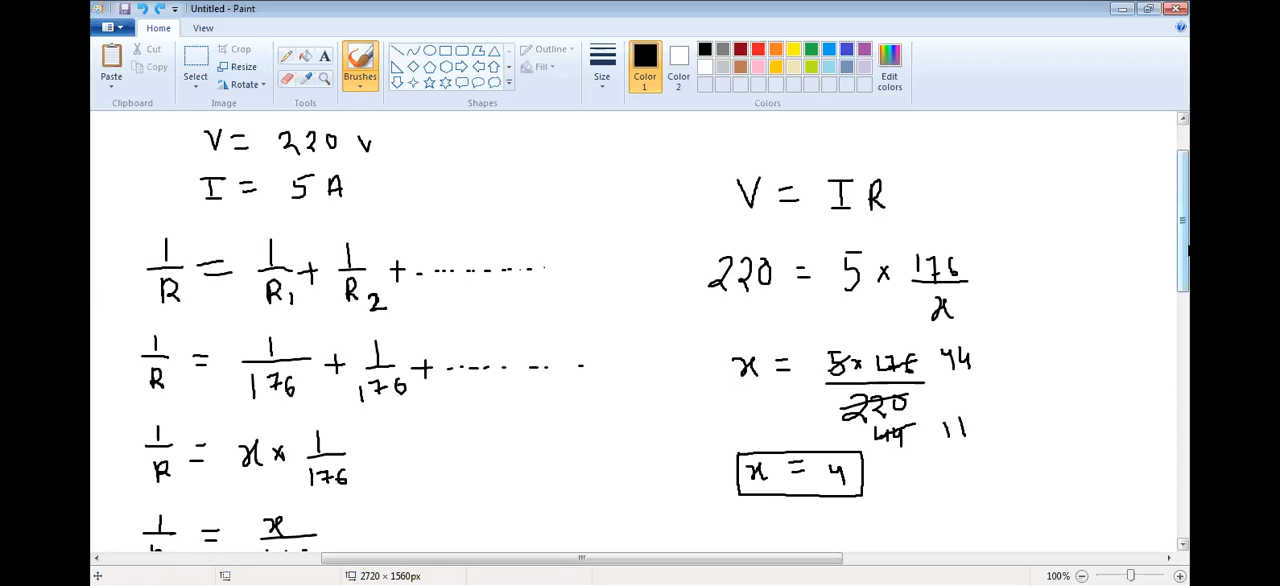 Untitled - Paint
Home View
Paste
Cut
Copy
Clipboard
Select
Crop
Resize
Rotate
Image
A
Tools
Brushes
Outline
Fill
Shapes
Size
Color 1
Color 2
Edit colors
Colors
V = 220 V
I = 5 A
1/R = 1/R1 + 1/R2 + ..........
1/R = 1/176 + 1/176 + ..........
1/R = x × 1/176
= x
V = I R
220 = 5 × 176/x
x = 5 × 176 / 220 44
44 11
x = 4
2720 × 1560px
100%